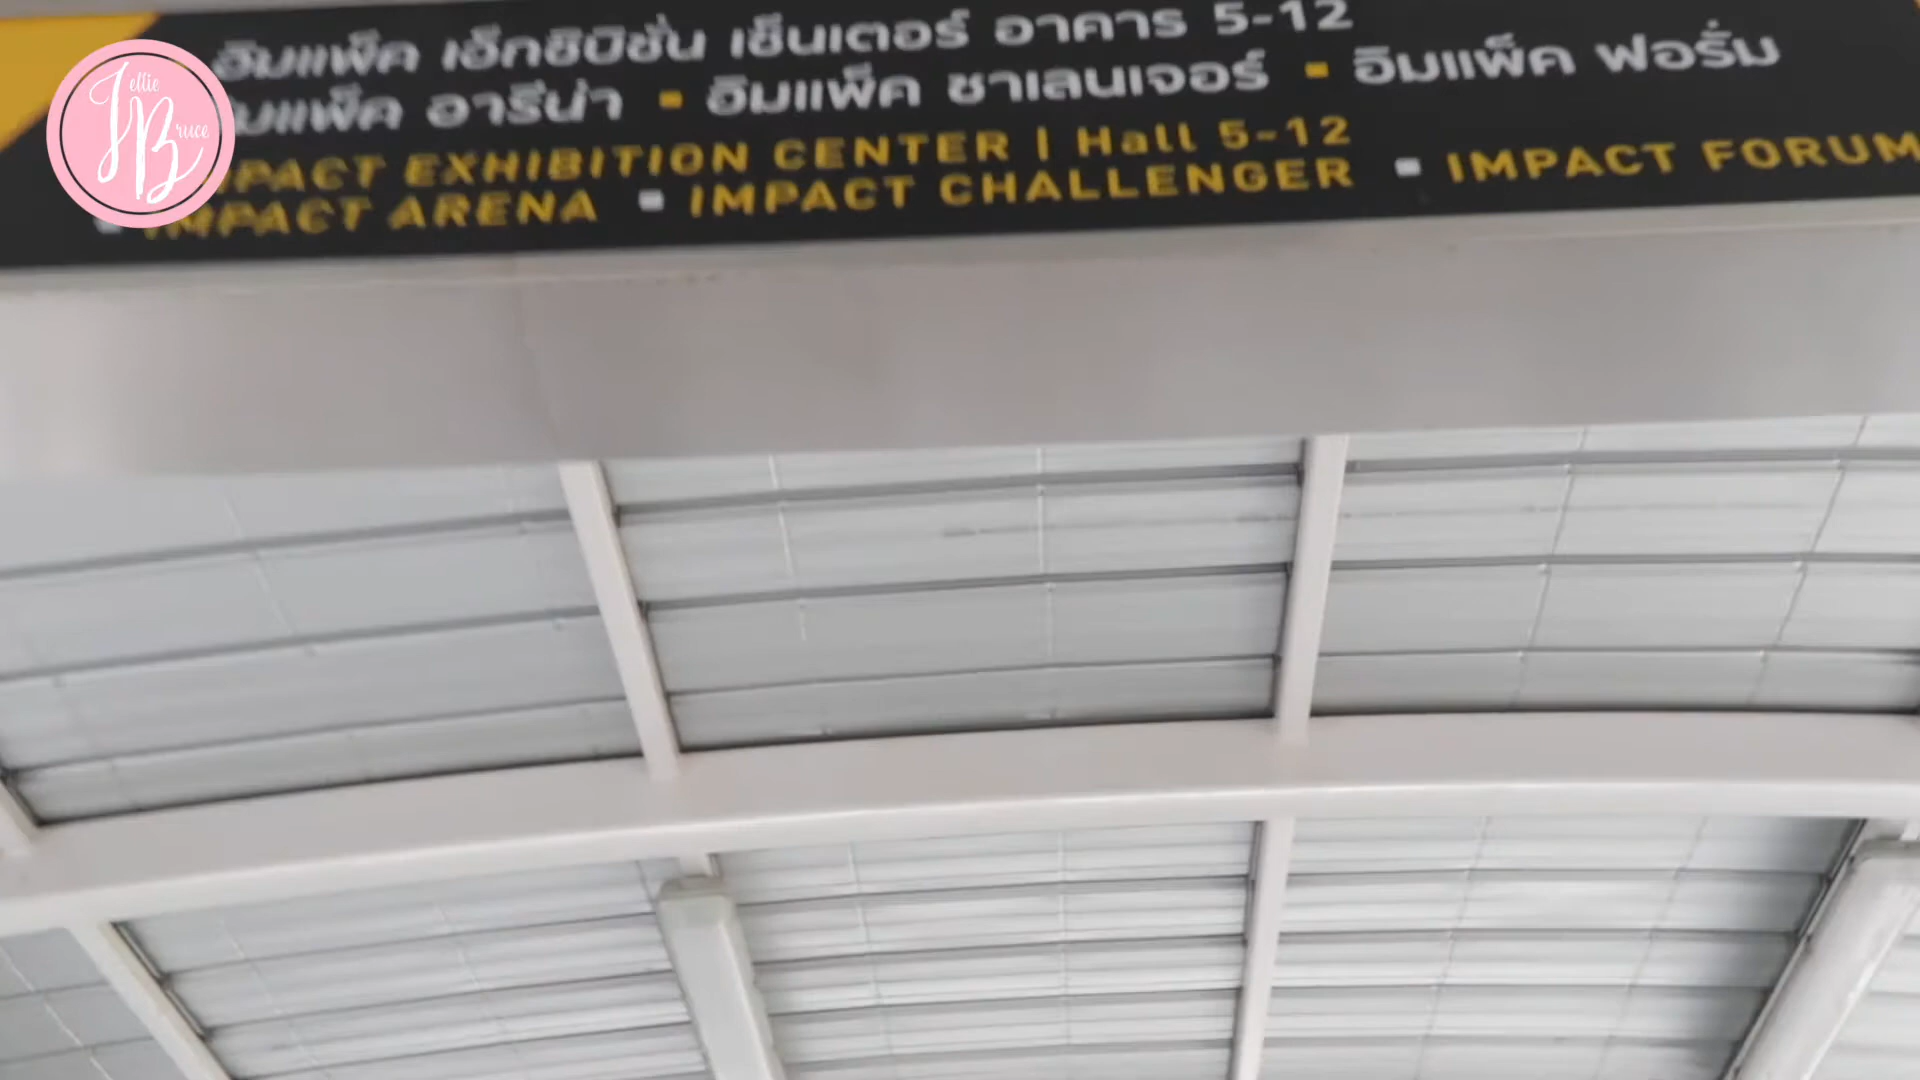 อิมแพ็ค เอ็กซิบิชั่น เซ็นเตอร์ อาคาร 5-12
อิมแพ็ค อารีน่า ▪ อิมแพ็ค ชาเลนเจอร์ ▪ อิมแพ็ค ฟอรั่ม
IMPACT EXHIBITION CENTER | Hall 5-12
▪ IMPACT ARENA ▪ IMPACT CHALLENGER ▪ IMPACT FORUM
Jellie
Bruce